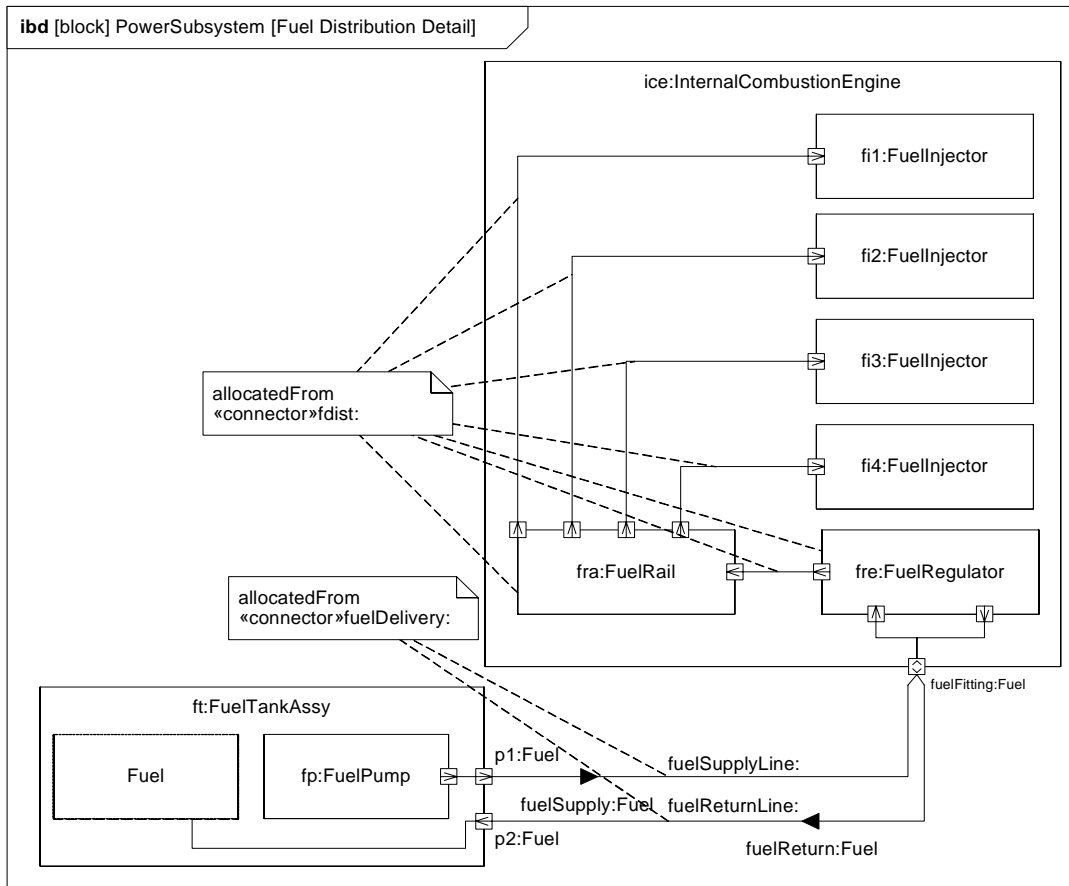 ibd [block] PowerSubsystem [Fuel Distribution Detail]
ice:InternalCombustionEngine
fi1:FuelInjector
fi2:FuelInjector
fi3:FuelInjector
allocatedFrom
«connector»fdist:
fi4:FuelInjector
fra:FuelRail
fre:FuelRegulator
allocatedFrom
«connector»fuelDelivery:
fuelFitting:Fuel
ft:FuelTankAssy
Fuel
fp:FuelPump
p1:Fuel
fuelSupplyLine:
fuelSupply:Fuel
fuelReturnLine:
p2:Fuel
fuelReturn:Fuel